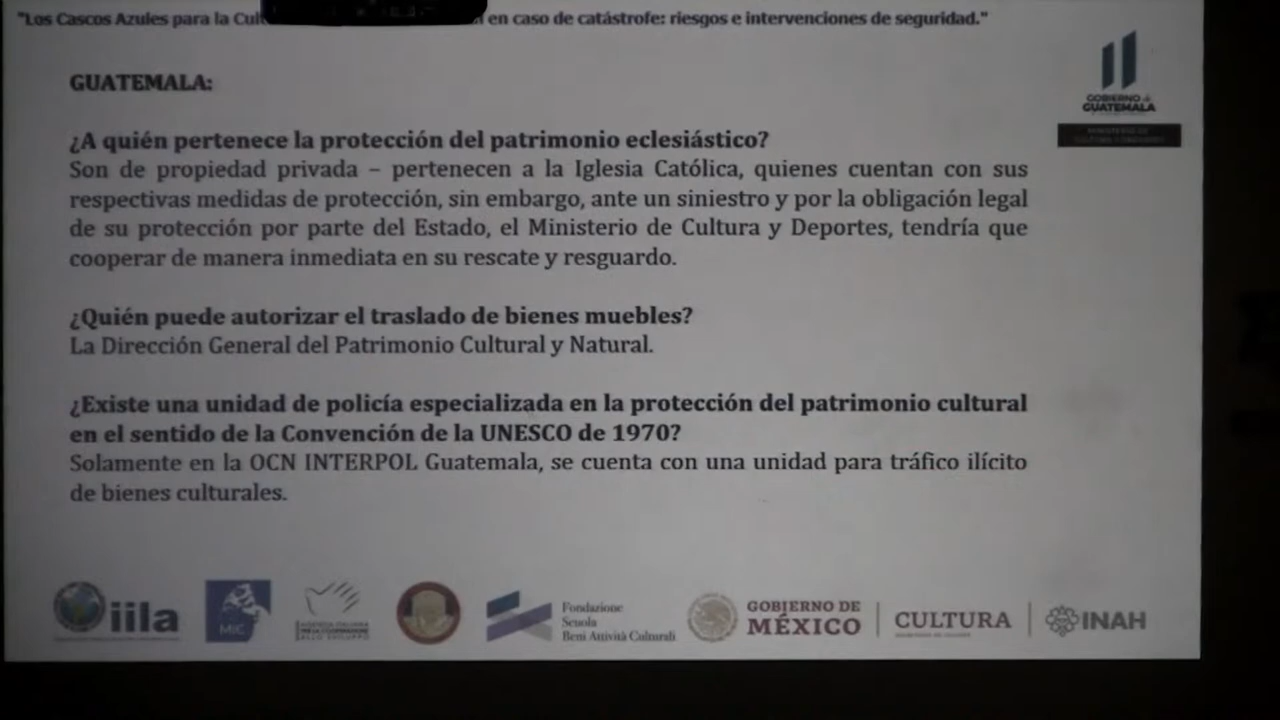 "Los Cascos Azules para la Cult en caso de catástrofe: riesgos e intervenciones de seguridad."
GUATEMALA:
GOBIERNO de
GUATEMALA
MINISTERIO DE
¿A quién pertenece la protección del patrimonio eclesiástico?
Son de propiedad privada – pertenecen a la Iglesia Católica, quienes cuentan con sus
respectivas medidas de protección, sin embargo, ante un siniestro y por la obligación legal
de su protección por parte del Estado, el Ministerio de Cultura y Deportes, tendría que
cooperar de manera inmediata en su rescate y resguardo.
¿Quién puede autorizar el traslado de bienes muebles?
La Dirección General del Patrimonio Cultural y Natural.
¿Existe una unidad de policía especializada en la protección del patrimonio cultural
en el sentido de la Convención de la UNESCO de 1970?
Solamente en la OCN INTERPOL Guatemala, se cuenta con una unidad para tráfico ilícito
de bienes culturales.
iila
MiC
Fondazione
Scuola
Beni Attività Culturali
GOBIERNO DE
MÉXICO
CULTURA
INAH